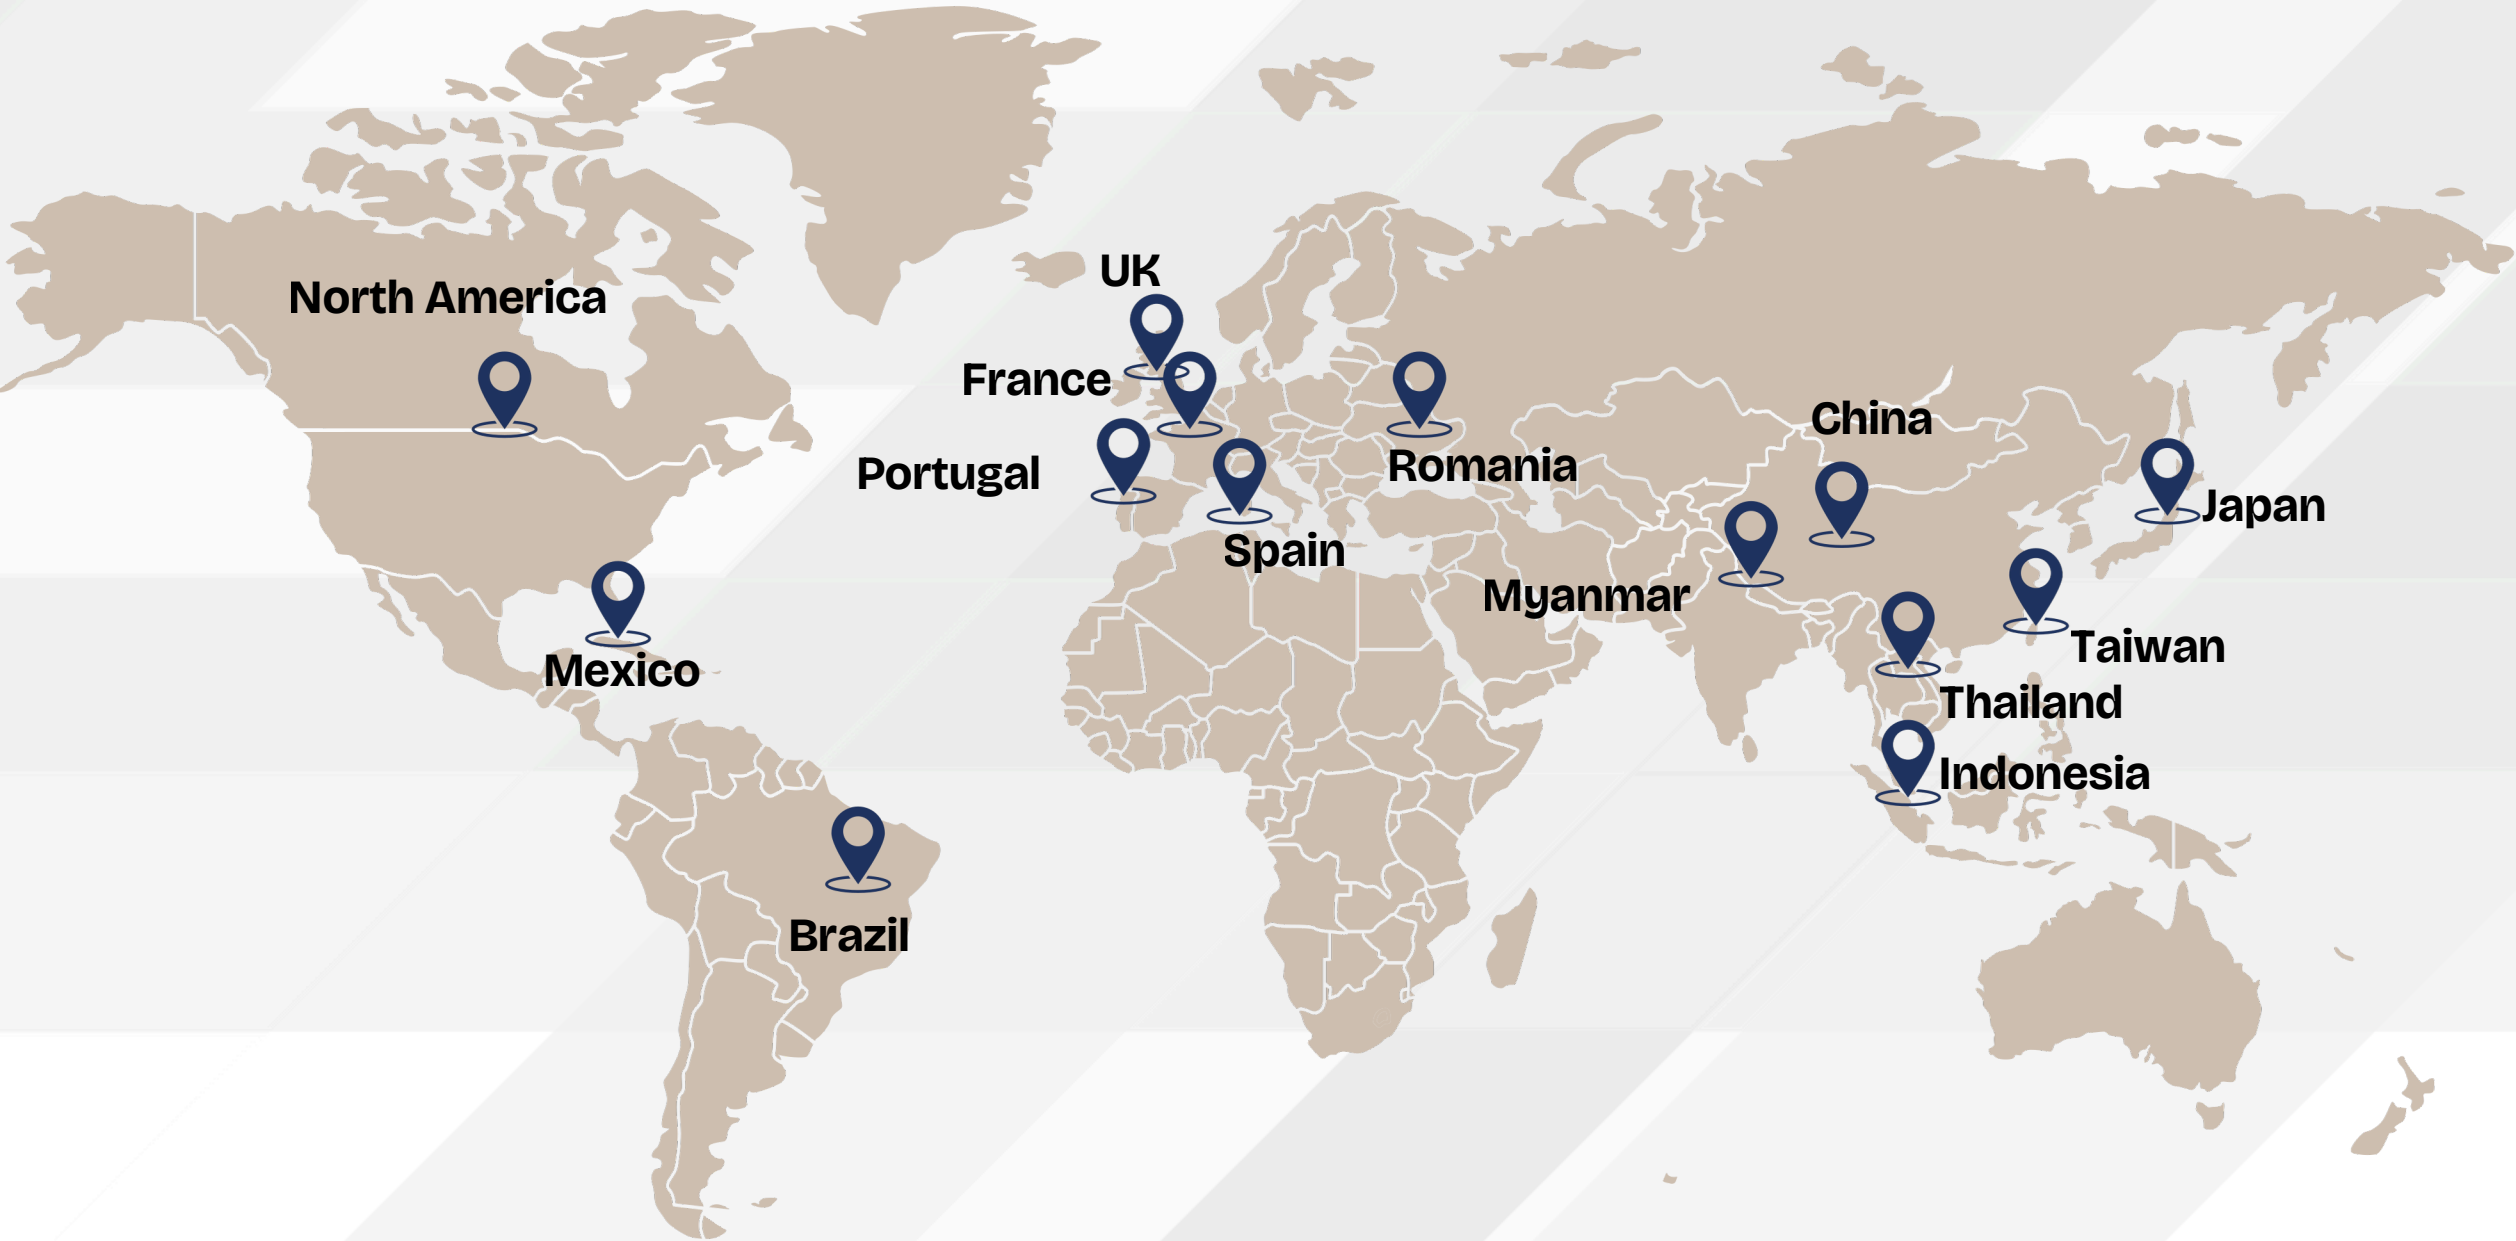 UK
North America
France
China
Portugal
Romania
Japan
Spain
Myanmar
Taiwan
Mexico
Thailand
Indonesia
Brazil